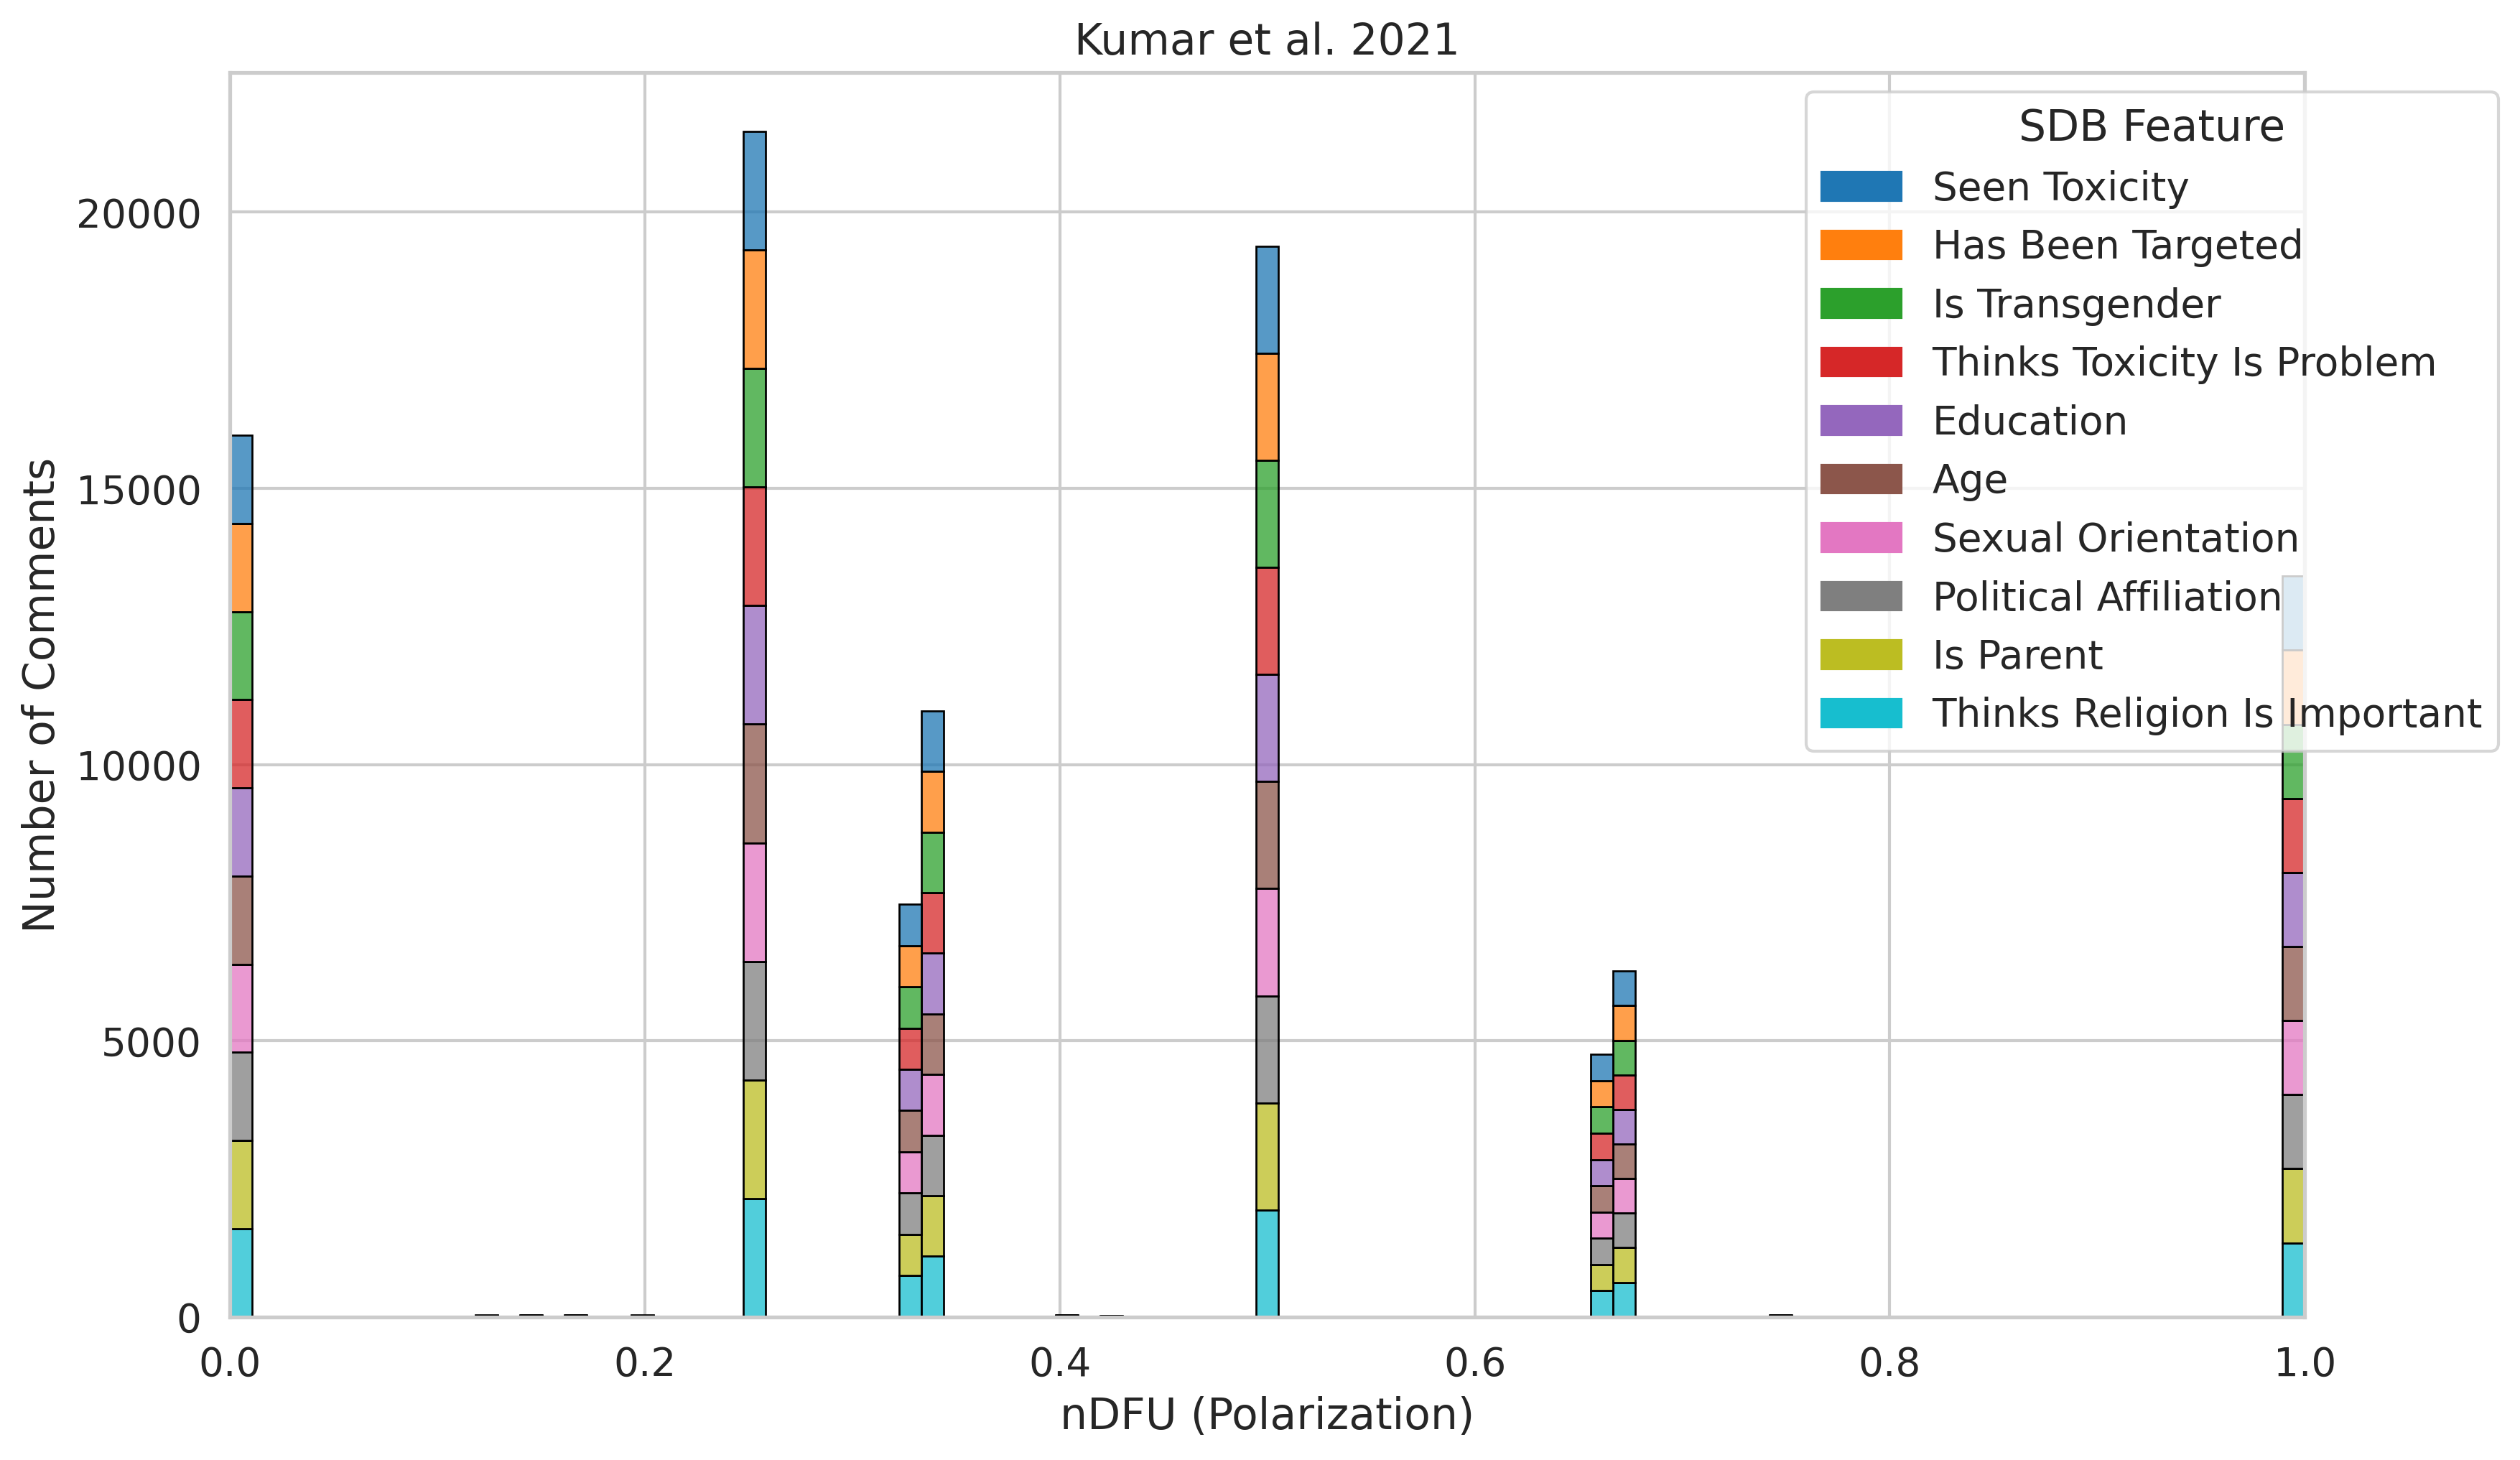 Kumar et al. 2021
Number of Comments
20000
15000
10000
5000
0
0.0 0.2 0.4 0.6 0.8 1.0
nDFU (Polarization)
SDB Feature
Seen Toxicity
Has Been Targeted
Is Transgender
Thinks Toxicity Is Problem
Education
Age
Sexual Orientation
Political Affiliation
Is Parent
Thinks Religion Is Important